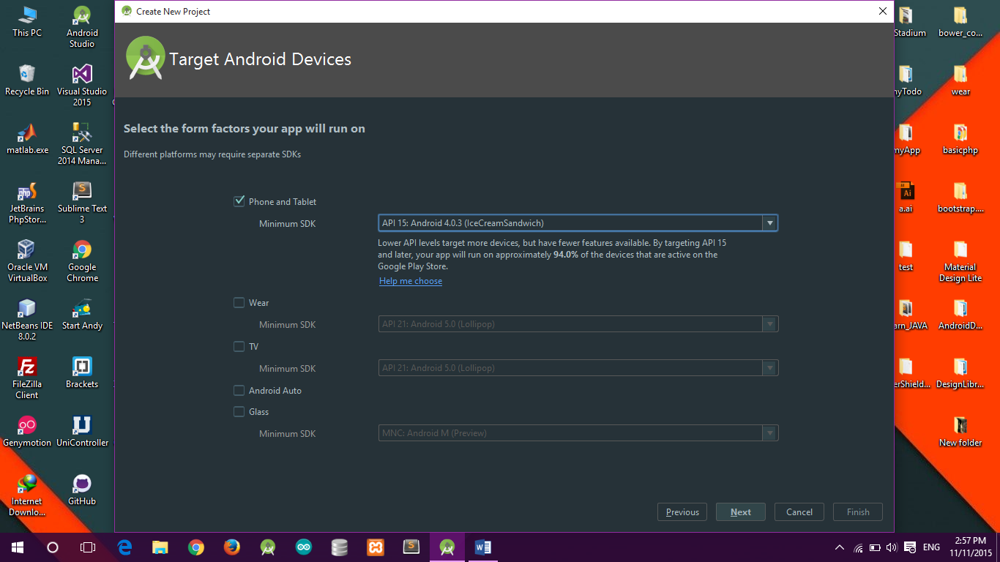 Create New Project
Target Android Devices
Select the form factors your app will run on
Different platforms may require separate SDKs
Phone and Tablet
Minimum SDK
API 15: Android 4.0.3 (IceCreamSandwich)
Lower API levels target more devices, but have fewer features available. By targeting API 15
and later, your app will run on approximately 94.0% of the devices that are active on the
Google Play Store.
Help me choose
Wear
Minimum SDK
API 21: Android 5.0 (Lollipop)
TV
Minimum SDK
API 21: Android 5.0 (Lollipop)
Android Auto
Glass
Minimum SDK
MNC: Android M (Preview)
Previous
Next
Cancel
Finish
This PC
Android
Studio
Recycle Bin
Visual Studio
2015
matlab.exe
SQL Server
2014 Mana...
JetBrains
PhpStor...
Sublime Text
3
Oracle VM
VirtualBox
Google
Chrome
NetBeans IDE
8.0.2
Start Andy
FileZilla
Client
Brackets
Genymotion
UniController
Internet
Downlo...
GitHub
Stadium
bower_co...
nyTodo
wear
myApp
basicphp
a.ai
bootstrap....
test
Material
Design Lite
arn_JAVA
AndroidD...
erShield...
DesignLibr...
New folder
ENG
2:57 PM
11/11/2015